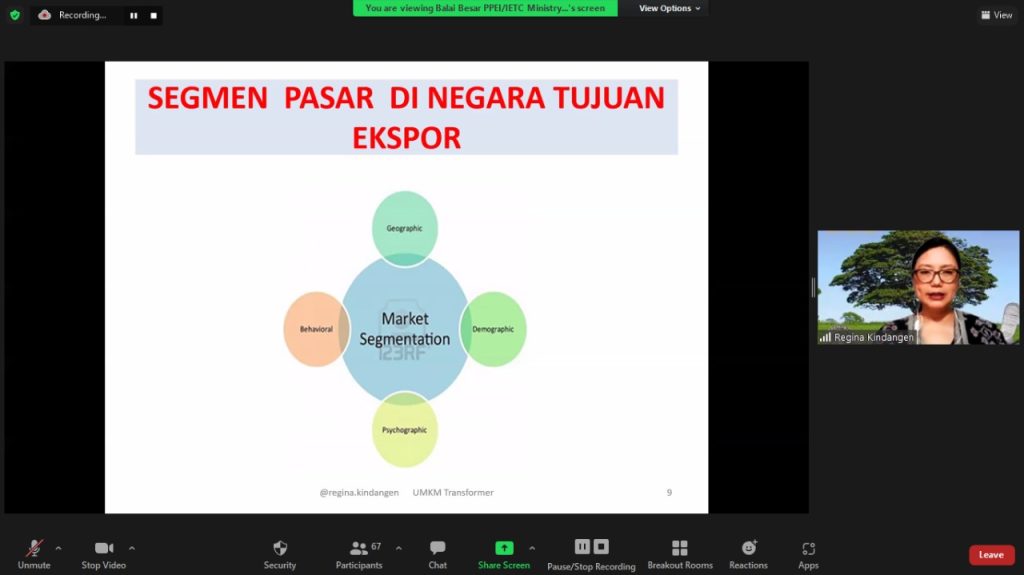 Recording...
You are viewing Balai Besar PPEI/IETC Ministry...'s screen
View Options
View
SEGMEN PASAR DI NEGARA TUJUAN
EKSPOR
Geographic
Behavioral
Market
Segmentation
123RF
Demographic
Psychographic
@regina.kindangen UMKM Transformer 9
Regina Kindangen
Unmute
Stop Video
Security
67
Participants
Chat
Share Screen
Pause/Stop Recording
Breakout Rooms
Reactions
Apps
Leave